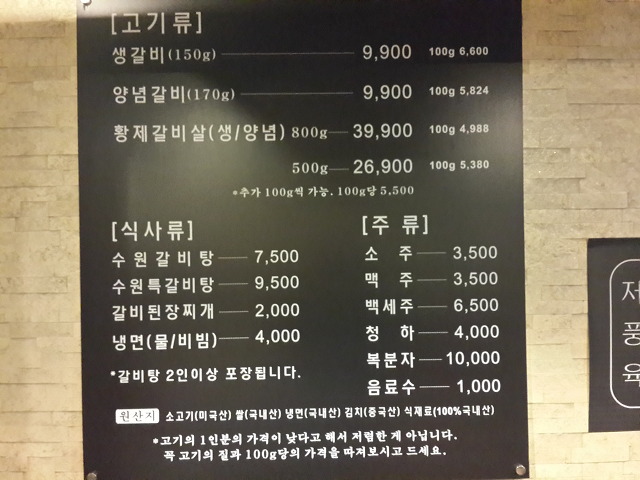 [고기류]
생갈비(150g) 9,900 100g 6,600
양념갈비(170g) 9,900 100g 5,824
황제갈비살(생/양념) 800g 39,900 100g 4,988
500g 26,900 100g 5,380
*추가 100g씩 가능. 100g당 5,500
[식사류]
수원갈비탕 7,500
수원특갈비탕 9,500
갈비된장찌개 2,000
냉면(물/비빔) 4,000
*갈비탕 2인이상 포장됩니다.
[주 류]
소 주 3,500
맥 주 3,500
백세주 6,500
청 하 4,000
복분자 10,000
음료수 1,000
원산지 소고기(미국산) 쌀(국내산) 냉면(국내산) 김치(중국산) 식재료(100%국내산)
*고기의 1인분의 가격이 낮다고 해서 저렴한 게 아닙니다.
꼭 고기의 질과 100g당의 가격을 따져보시고 드세요.
저
풍
육